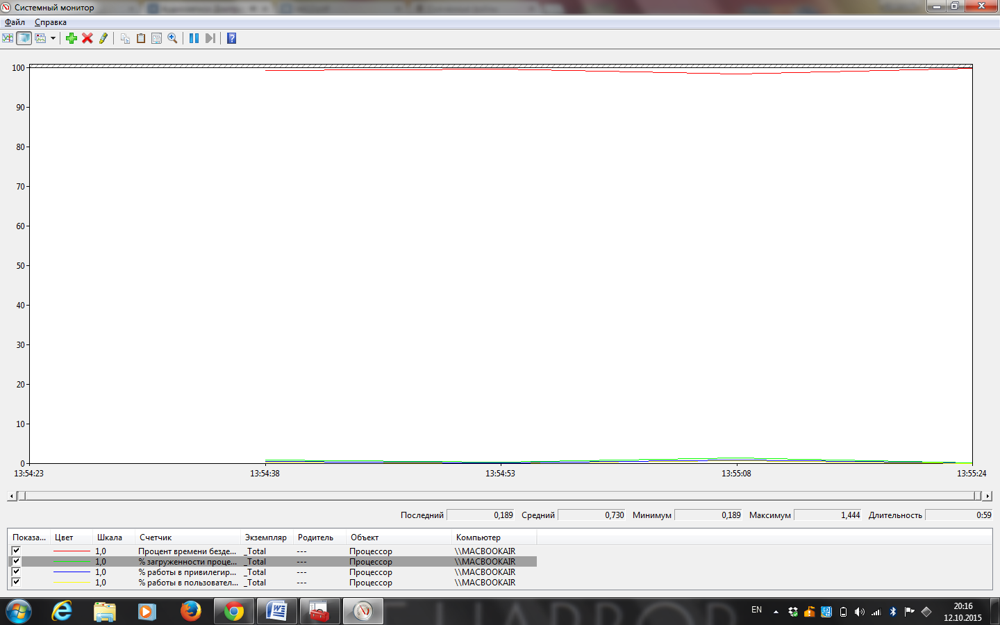 Системный монитор
Файл Справка
100
90
80
70
60
50
40
30
20
10
0
13:54:23 13:54:38 13:54:53 13:55:08 13:55:24
Последний 0,189 Средний 0,730 Минимум 0,189 Максимум 1,444 Длительность 0:59
Показа... Цвет Шкала Счетчик Экземпляр Родитель Объект Компьютер
1,0 Процент времени безде... _Total --- Процессор \\MACBOOKAIR
1,0 % загруженности проце... _Total --- Процессор \\MACBOOKAIR
1,0 % работы в привилегир... _Total --- Процессор \\MACBOOKAIR
1,0 % работы в пользовател... _Total --- Процессор \\MACBOOKAIR
EN 20:16
12.10.2015